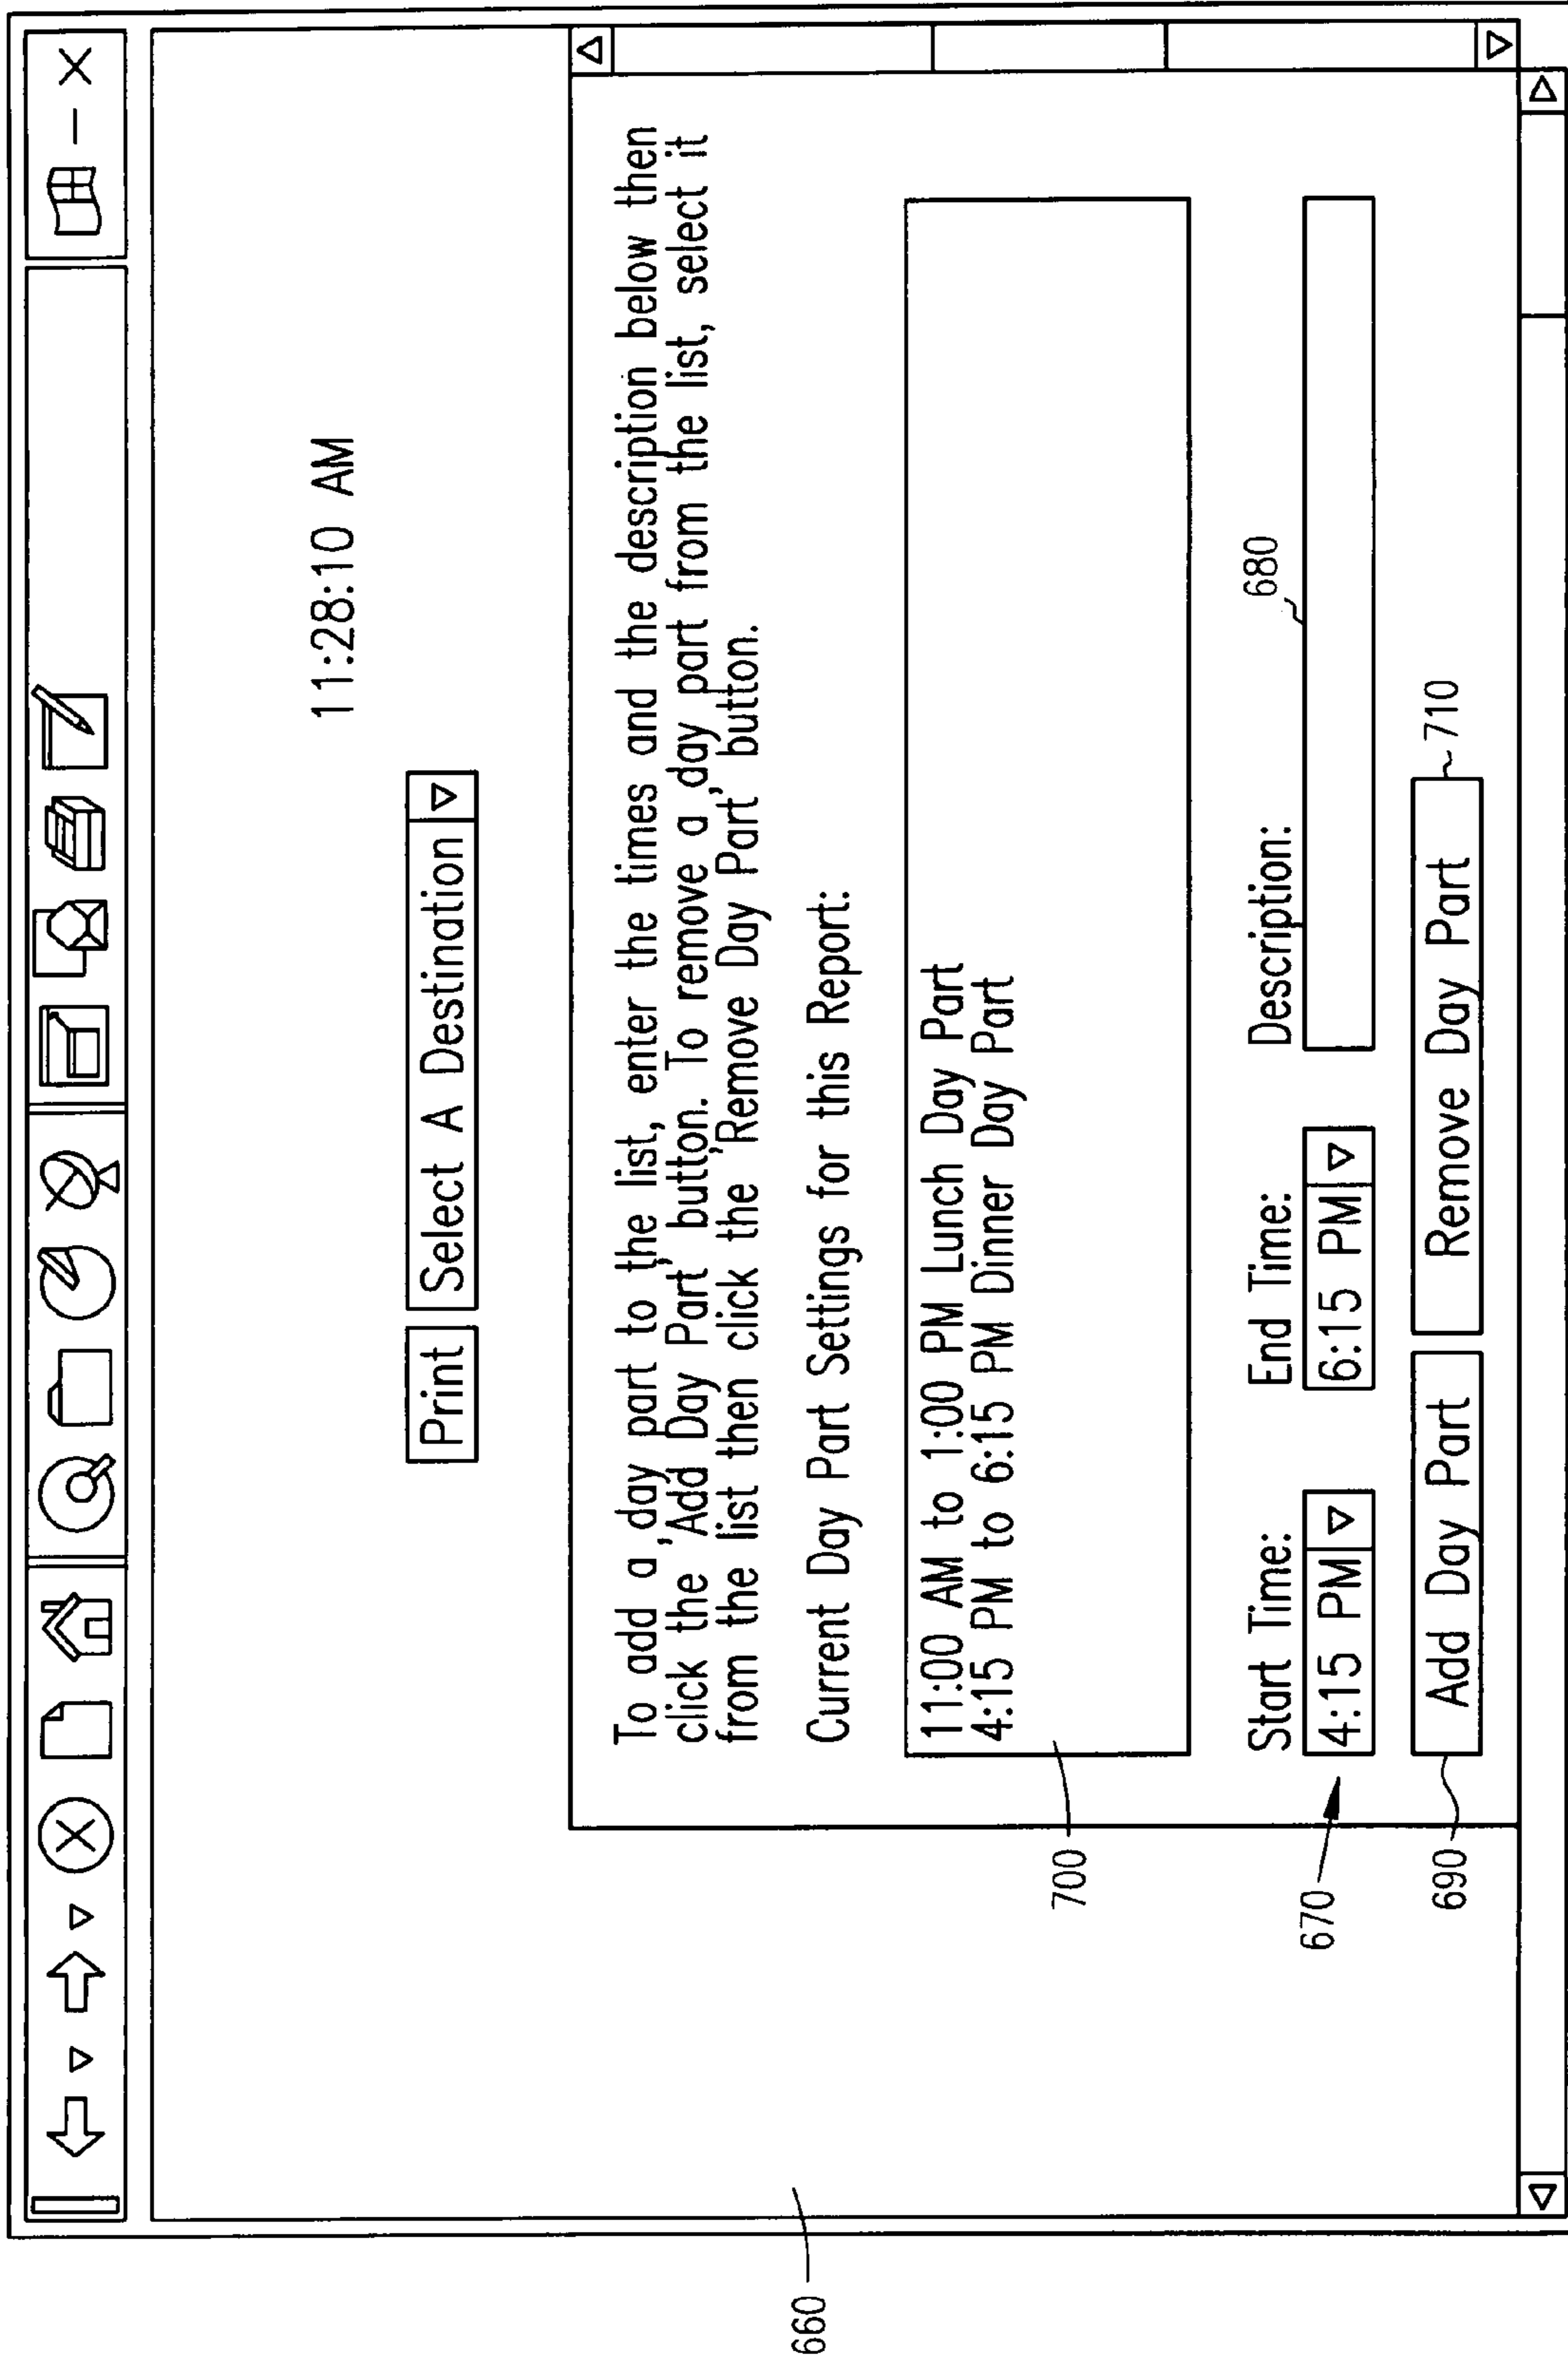 11:28:10 AM
Print Select A Destination
To add a day part to the list, enter the times and the description below then
click the 'Add Day Part' button. To remove a day part from the list, select it
from the list then click the 'Remove Day Part' button.
Current Day Part Settings for this Report:
11:00 AM to 1:00 PM Lunch Day Part
4:15 PM to 6:15 PM Dinner Day Part
Start Time: End Time: Description:
4:15 PM 6:15 PM
Add Day Part Remove Day Part
660
700
670
680
690
710